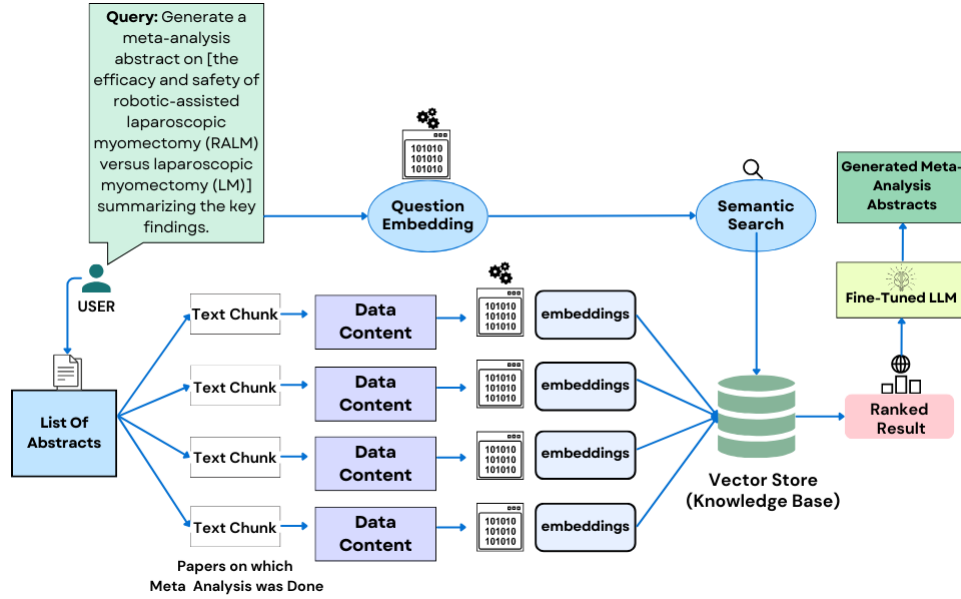 Query: Generate a
meta-analysis
abstract on [the
efficacy and safety of
robotic-assisted
laparoscopic
myomectomy (RALM)
versus laparoscopic
myomectomy (LM)]
summarizing the key
findings.
USER
List Of
Abstracts
101010
101010
101010
Question
Embedding
Semantic
Search
Generated Meta-
Analysis
Abstracts
Fine-Tuned LLM
Ranked
Result
Text Chunk
Data
Content
101010
101010
101010
embeddings
Text Chunk
Data
Content
101010
101010
101010
embeddings
Text Chunk
Data
Content
101010
101010
101010
embeddings
Text Chunk
Data
Content
101010
101010
101010
embeddings
Vector Store
(Knowledge Base)
Papers on which
Meta Analysis was Done